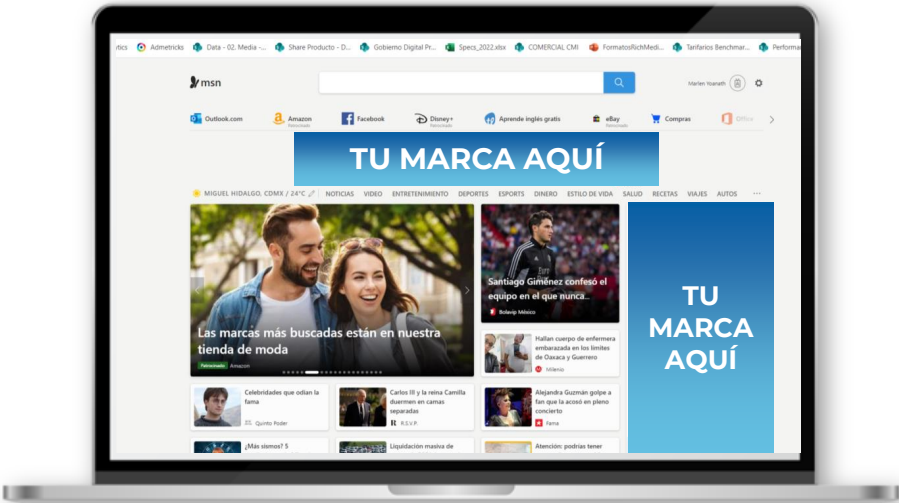 Admetricks
Data - 02. Media -...
Share Producto - D...
Gobierno Digital Pr...
Specs_2022.xlsx
COMERCIAL CMI
FormatosRichMedi...
Tarifarios Benchmar...
msn
Outlook.com
Amazon
Patrocinado
Facebook
Disney+
Patrocinado
Aprende inglés gratis
eBay
Patrocinado
Compras
Office
TU MARCA AQUÍ
MIGUEL HIDALGO, CDMX / 24°C
NOTICIAS VIDEO ENTRETENIMIENTO DEPORTES ESPORTS DINERO ESTILO DE VIDA SALUD RECETAS VIAJES AUTOS ...
Las marcas más buscadas están en nuestra
tienda de moda
Patrocinado Amazon
Santiago Giménez confesó el
equipo en el que nunca...
Bolavip México
TU
MARCA
AQUÍ
Hallan cuerpo de enfermera
embarazada en los límites
de Oaxaca y Guerrero
Milenio
Celebridades que odian la
fama
Quinto Poder
Carlos III y la reina Camilla
duermen en camas
separadas
R.S.V.P.
Alejandra Guzmán golpe a
fan que la acosó en pleno
concierto
Fama
¿Más sismos? 5
Liquidación masiva de
Atención: podrías tener